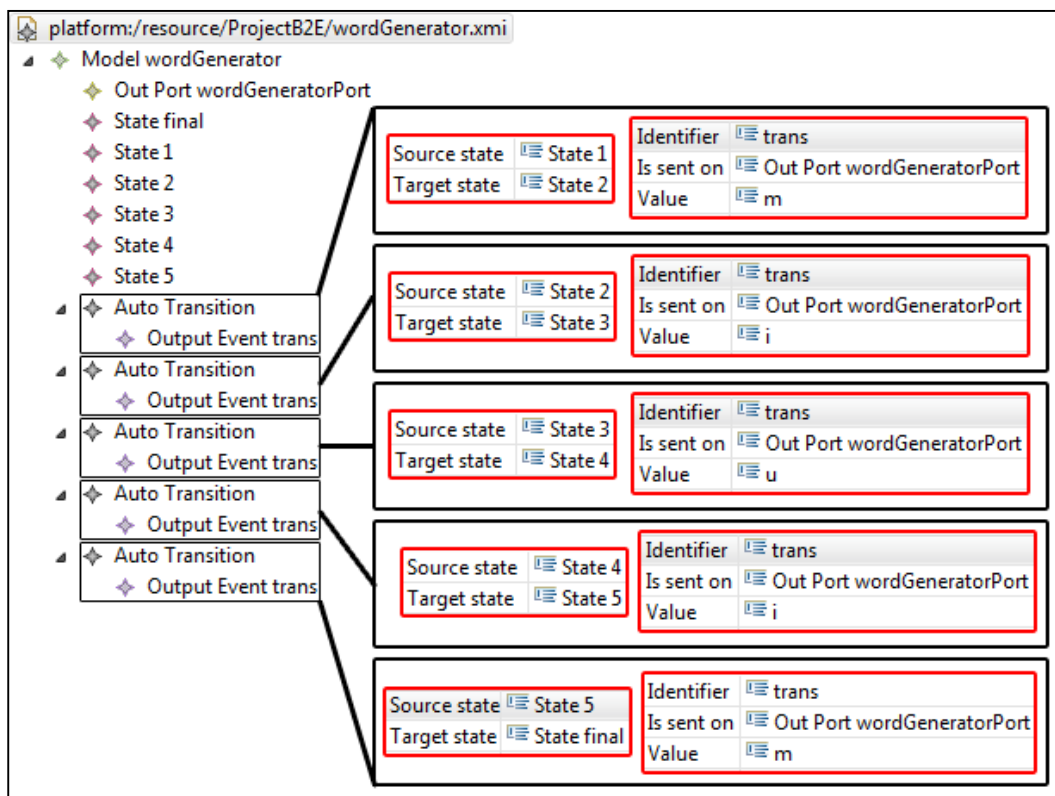 platform:/resource/ProjectB2E/wordGenerator.xmi
Model wordGenerator
Out Port wordGeneratorPort
State final
State 1
State 2
State 3
State 4
State 5
Auto Transition
Output Event trans
Auto Transition
Output Event trans
Auto Transition
Output Event trans
Auto Transition
Output Event trans
Auto Transition
Output Event trans
Source state State 1
Target state State 2
Identifier trans
Is sent on Out Port wordGeneratorPort
Value m
Source state State 2
Target state State 3
Identifier trans
Is sent on Out Port wordGeneratorPort
Value i
Source state State 3
Target state State 4
Identifier trans
Is sent on Out Port wordGeneratorPort
Value u
Source state State 4
Target state State 5
Identifier trans
Is sent on Out Port wordGeneratorPort
Value i
Source state State 5
Target state State final
Identifier trans
Is sent on Out Port wordGeneratorPort
Value m